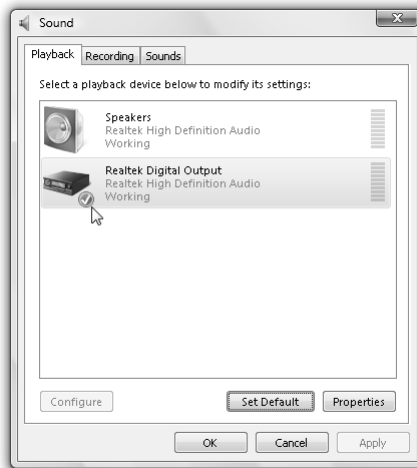 Sound
Playback Recording Sounds
Select a playback device below to modify its settings:
Speakers
Realtek High Definition Audio
Working
Realtek Digital Output
Realtek High Definition Audio
Working
Configure Set Default Properties
OK Cancel Apply